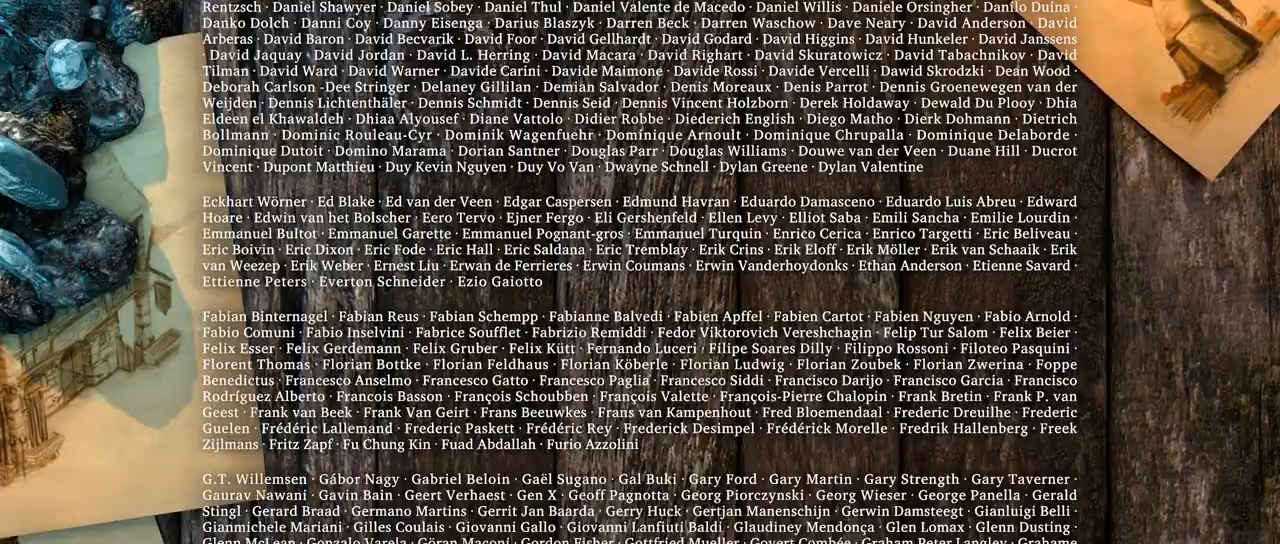 Rentzsch · Daniel Shawyer · Daniel Sobey · Daniel Thul · Daniel Valente de Macedo · Daniel Willis · Daniele Orsingher · Danilo Duina ·
Danko Dolch · Danni Coy · Danny Eisenga · Darius Blaszyk · Darren Beck · Darren Waschow · Dave Neary · David Anderson · David
Arberas · David Baron · David Becvarik · David Foor · David Gellhardt · David Godard · David Higgins · David Hunkeler · David Janssens
· David Jaquay · David Jordan · David L. Herring · David Macara · David Righart · David Skuratowicz · David Tabachnikov · David
Tilman · David Ward · David Warner · Davide Carini · Davide Maimone · Davide Rossi · Davide Vercelli · Dawid Skrodzki · Dean Wood ·
Deborah Carlson -Dee Stringer · Delaney Gillilan · Demian Salvador · Denis Moreaux · Denis Parrot · Dennis Groenewegen van der
Weijden · Dennis Lichtenthäler · Dennis Schmidt · Dennis Seid · Dennis Vincent Holzborn · Derek Holdaway · Dewald Du Plooy · Dhia
Eldeen el Khawaldeh · Dhiaa Alyousef · Diane Vattolo · Didier Robbe · Diederich English · Diego Matho · Dierk Dohmann · Dietrich
Bollmann · Dominic Rouleau-Cyr · Dominik Wagenfuehr · Dominique Arnoult · Dominique Chrupalla · Dominique Delaborde ·
Dominique Dutoit · Domino Marama · Dorian Santner · Douglas Parr · Douglas Williams · Douwe van der Veen · Duane Hill · Ducrot
Vincent · Dupont Matthieu · Duy Kevin Nguyen · Duy Vo Van · Dwayne Schnell · Dylan Greene · Dylan Valentine
Eckhart Wörner · Ed Blake · Ed van der Veen · Edgar Caspersen · Edmund Havran · Eduardo Damasceno · Eduardo Luis Abreu · Edward
Hoare · Edwin van het Bolscher · Eero Tervo · Ejner Fergo · Eli Gershenfeld · Ellen Levy · Elliot Saba · Emili Sancha · Emilie Lourdin ·
Emmanuel Bultot · Emmanuel Garette · Emmanuel Pognant-gros · Emmanuel Turquin · Enrico Cerica · Enrico Targetti · Eric Beliveau ·
Eric Boivin · Eric Dixon · Eric Fode · Eric Hall · Eric Saldana · Eric Tremblay · Erik Crins · Erik Eloff · Erik Möller · Erik van Schaaik · Erik
van Weezep · Erik Weber · Ernest Liu · Erwan de Ferrieres · Erwin Coumans · Erwin Vanderhoydonks · Ethan Anderson · Etienne Savard ·
Ettienne Peters · Everton Schneider · Ezio Gaiotto
Fabian Binternagel · Fabian Reus · Fabian Schempp · Fabianne Balvedi · Fabien Apffel · Fabien Cartot · Fabien Nguyen · Fabio Arnold ·
Fabio Comuni · Fabio Inselvini · Fabrice Soufflet · Fabrizio Remiddi · Fedor Viktorovich Vereshchagin · Felip Tur Salom · Felix Beier ·
Felix Esser · Felix Gerdemann · Felix Gruber · Felix Kütt · Fernando Luceri · Filipe Soares Dilly · Filippo Rossoni · Filoteo Pasquini ·
Florent Thomas · Florian Bottke · Florian Feldhaus · Florian Köberle · Florian Ludwig · Florian Zoubek · Florian Zwerina · Foppe
Benedictus · Francesco Anselmo · Francesco Gatto · Francesco Paglia · Francesco Siddi · Francisco Darijo · Francisco Garcia · Francisco
Rodríguez Alberto · Francois Basson · François Schoubben · François Valette · François-Pierre Chalopin · Frank Bretin · Frank P. van
Geest · Frank van Beek · Frank Van Geirt · Frans Beeuwkes · Frans van Kampenhout · Fred Bloemendaal · Frederic Dreuilhe · Frederic
Guelen · Frédéric Lallemand · Frederic Paskett · Frédéric Rey · Frederick Desimpel · Frédérick Morelle · Fredrik Hallenberg · Freek
Zijlmans · Fritz Zapf · Fu Chung Kin · Fuad Abdallah · Furio Azzolini
G.T. Willemsen · Gábor Nagy · Gabriel Beloin · Gaël Sugano · Gal Buki · Gary Ford · Gary Martin · Gary Strength · Gary Taverner ·
Gaurav Nawani · Gavin Bain · Geert Verhaest · Gen X · Geoff Pagnotta · Georg Piorczynski · Georg Wieser · George Panella · Gerald
Stingl · Gerard Braad · Germano Martins · Gerrit Jan Baarda · Gerry Huck · Gertjan Manenschijn · Gerwin Damsteegt · Gianluigi Belli ·
Gianmichele Mariani · Gilles Coulais · Giovanni Gallo · Giovanni Lanfiuti Baldi · Glaudiney Mendonça · Glen Lomax · Glenn Dusting ·
Glenn McLean · Gonzalo Varela · Göran Maconi · Gordon Fisher · Gottfried Mueller · Govert Combée · Graham Peter Langley · Grahame